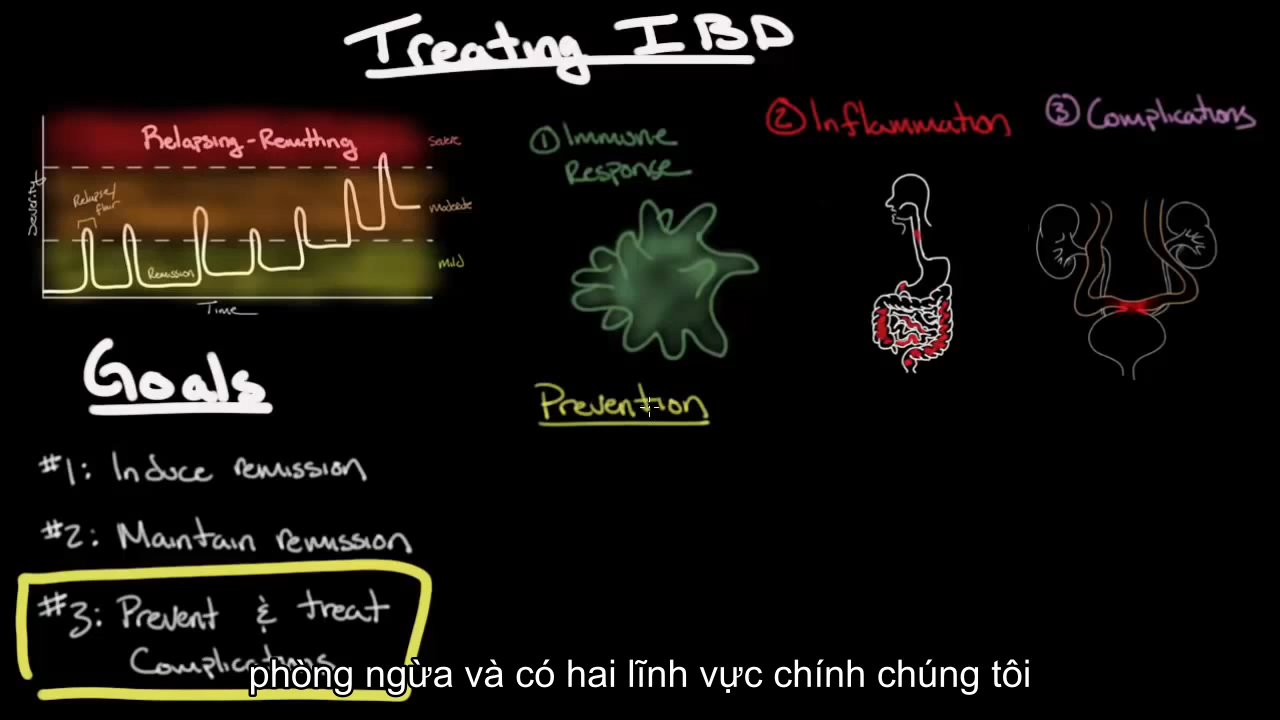 Treating IBD
Relapsing-Remitting
Severe
Moderate
Mild
Severity
Relapse/
flair
Remission
Time
① Immune
Response
② Inflammation
③ Complications
Prevention
Goals
#1: Induce remission
#2: Maintain remission
#3: Prevent & treat
Complications
phòng ngừa và có hai lĩnh vực chính chúng tôi